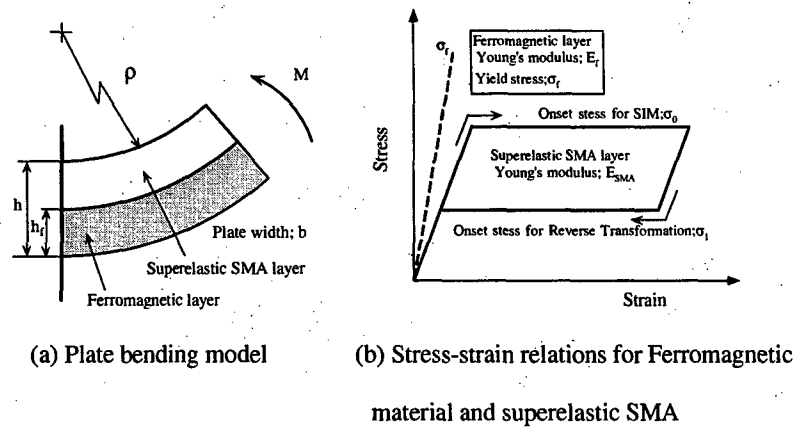 ρ
M
h
h_f
Plate width; b
Superelastic SMA layer
Ferromagnetic layer
(a) Plate bending model
Stress
σ_f
Ferromagnetic layer
Young's modulus; E_f
Yield stress;σ_f
Onset stess for SIM;σ_0
Superelastic SMA layer
Young's modulus; E_SMA
Onset stess for Reverse Transformation;σ_1
Strain
(b) Stress-strain relations for Ferromagnetic
material and superelastic SMA